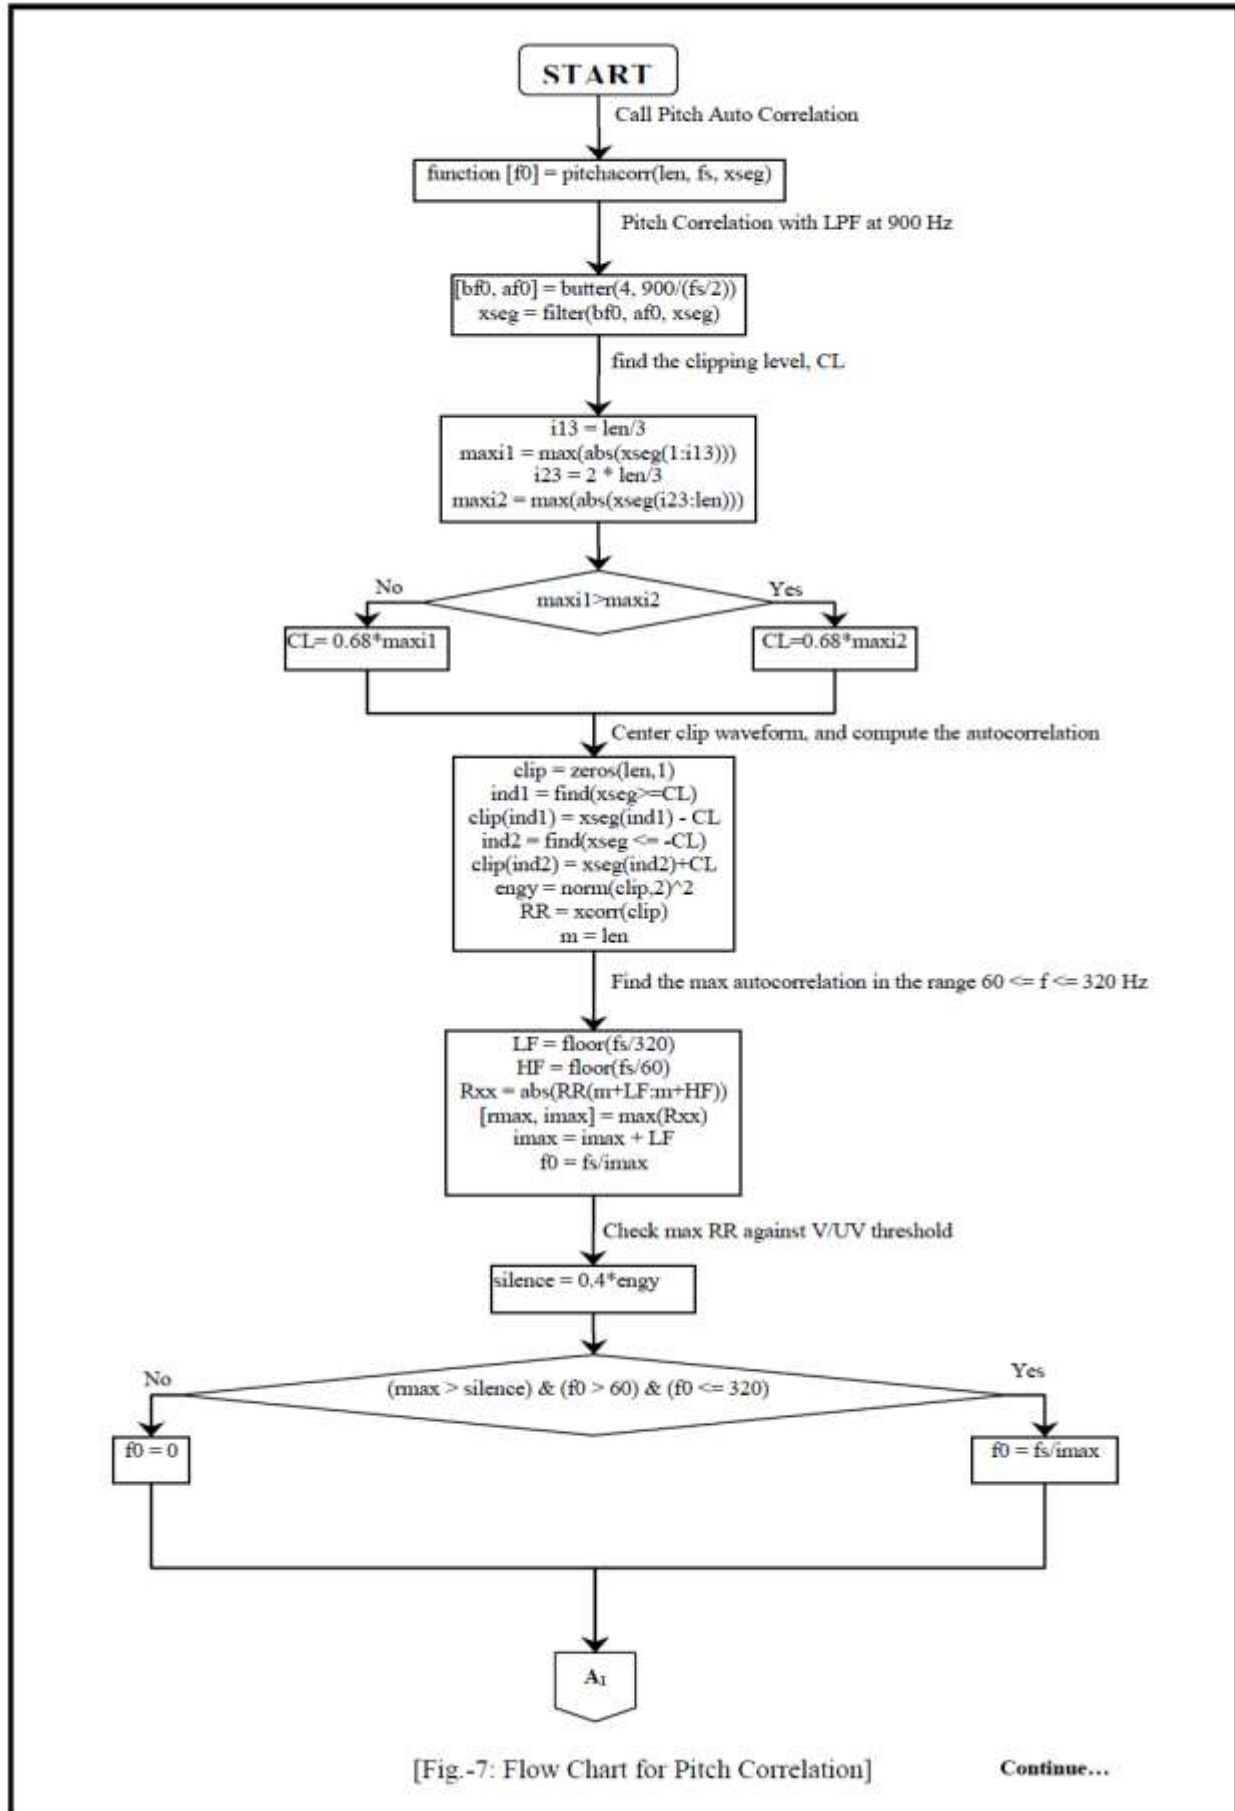 START
Call Pitch Auto Correlation
function [f0] = pitchacorr(len, fs, xseg)
Pitch Correlation with LPF at 900 Hz
[bf0, af0] = butter(4, 900/(fs/2))
xseg = filter(bf0, af0, xseg)
find the clipping level, CL
i13 = len/3
maxi1 = max(abs(xseg(1:i13)))
i23 = 2 * len/3
maxi2 = max(abs(xseg(i23:len)))
No
maxi1>maxi2
Yes
CL= 0.68*maxi1
CL=0.68*maxi2
Center clip waveform, and compute the autocorrelation
clip = zeros(len,1)
ind1 = find(xseg>=CL)
clip(ind1) = xseg(ind1) - CL
ind2 = find(xseg <= -CL)
clip(ind2) = xseg(ind2)+CL
engy = norm(clip,2)^2
RR = xcorr(clip)
m = len
Find the max autocorrelation in the range 60 <= f <= 320 Hz
LF = floor(fs/320)
HF = floor(fs/60)
Rxx = abs(RR(m+LF:m+HF))
[rmax, imax] = max(Rxx)
imax = imax + LF
f0 = fs/imax
Check max RR against V/UV threshold
silence = 0.4*engy
No
(rmax > silence) & (f0 > 60) & (f0 <= 320)
Yes
f0 = 0
f0 = fs/imax
A1
[Fig.-7: Flow Chart for Pitch Correlation]
Continue...